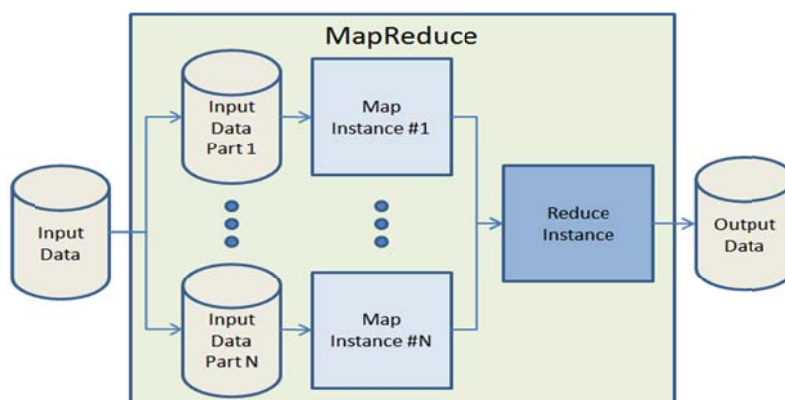 MapReduce
Input
Data
Input
Data
Part 1
Map
Instance #1
Input
Data
Part N
Map
Instance #N
Reduce
Instance
Output
Data